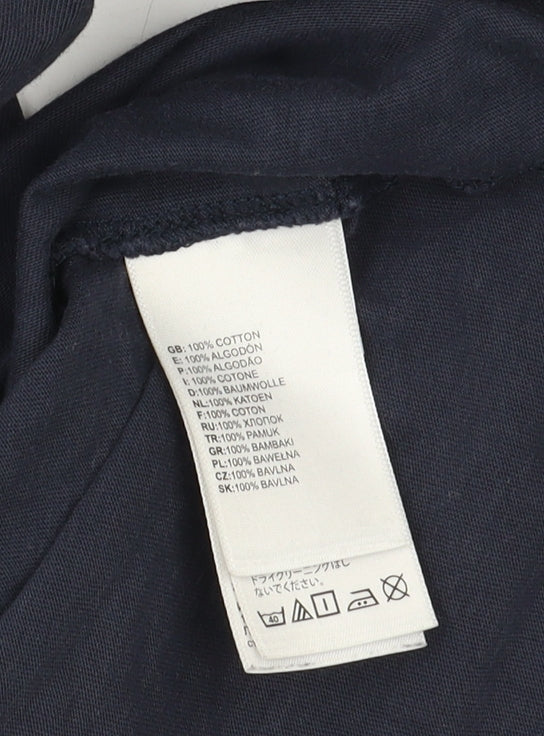 GB: 100% COTTON
E: 100% ALGODÓN
P: 100% ALGODÃO
I: 100% COTONE
D: 100% BAUMWOLLE
NL: 100% KATOEN
F: 100% COTON
RU: 100% ХЛОПОК
TR: 100% PAMUK
GR: 100% BAMBAKI
PL: 100% BAWEŁNA
CZ: 100% BAVLNA
SK: 100% BAVLNA
ドライクリーニングはし
ないでください。
40